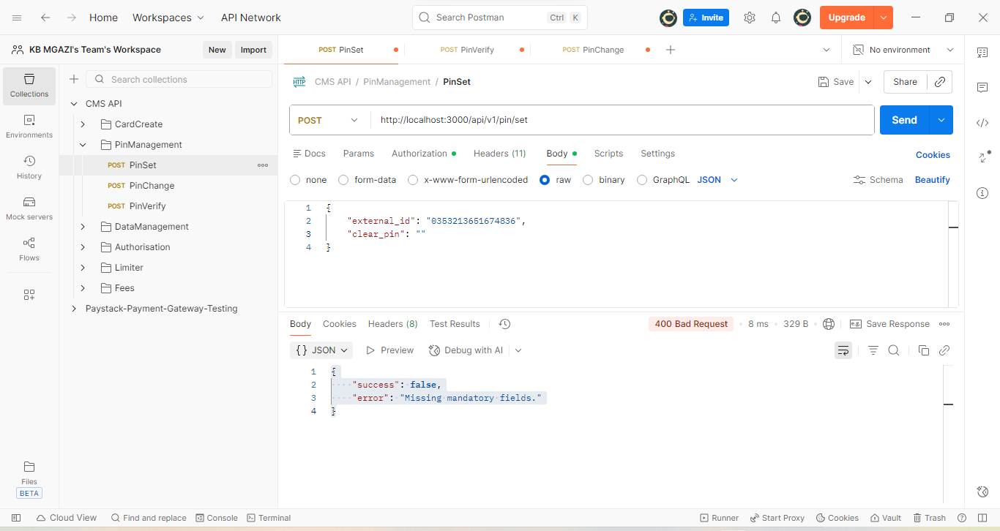 Home Workspaces API Network Search Postman Ctrl K Invite Upgrade
KB MGAZI's Team's Workspace New Import
POST PinSet POST PinVerify POST PinChange No environment
Collections
Environments
History
Mock servers
Flows
Files
BETA
Search collections
CMS API
CardCreate
PinManagement
POST PinSet
POST PinChange
POST PinVerify
DataManagement
Authorisation
Limiter
Fees
Paystack-Payment-Gateway-Testing
HTTP CMS API / PinManagement / PinSet Save Share
POST http://localhost:3000/api/v1/pin/set Send
Docs Params Authorization Headers (11) Body Scripts Settings Cookies
none form-data x-www-form-urlencoded raw binary GraphQL JSON Schema Beautify
1 {
2 "external_id": "0353213651674836",
3 "clear_pin": ""
4 }
Body Cookies Headers (8) Test Results 400 Bad Request • 8 ms • 329 B e.g. Save Response
{} JSON Preview Debug with AI
1 {
2 "success": false,
3 "error": "Missing mandatory fields."
4 }
Cloud View Find and replace Console Terminal Runner Start Proxy Cookies Vault Trash